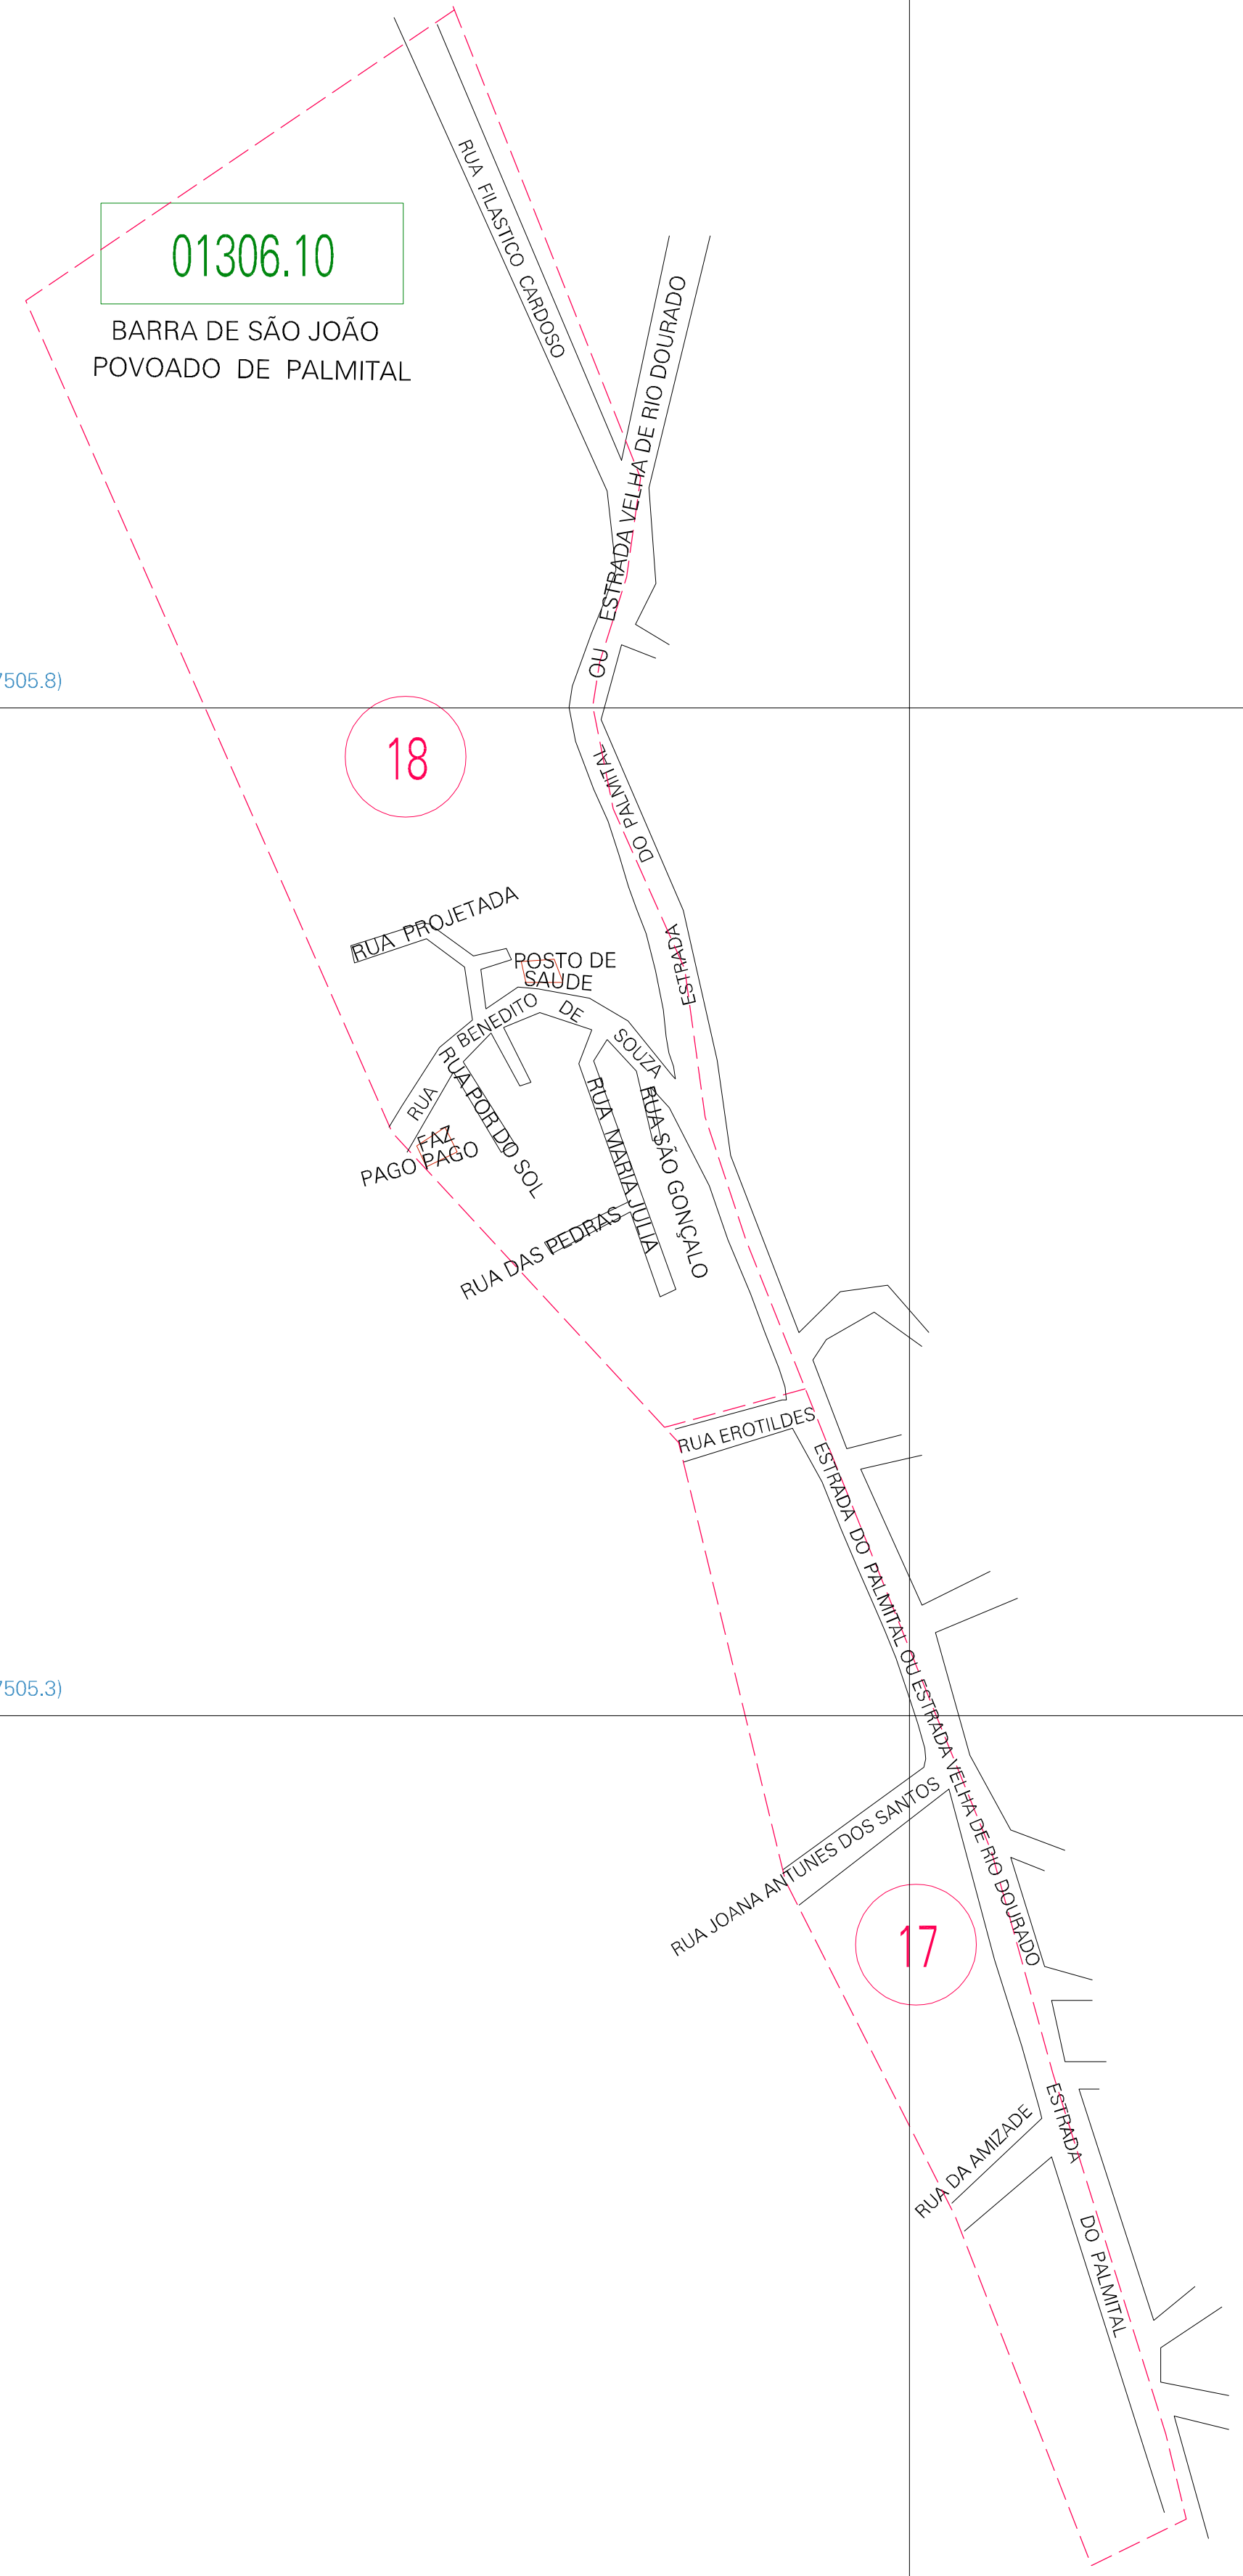 RUA FILASTICO CARDOSO
01306.10
BARRA DE SÃO JOÃO
POVOADO DE PALMITAL
ESTRADA VELHA DE RIO DOURADO
OU
7505.8)
18
DO PALMITAL
ESTRADA
RUA PROJETADA
POSTO DE
SAUDE
RUA BENEDITO DE SOUZA
RUA POR DO SOL
FAZ
PAGO PAGO
RUA MARIA JULIA
RUA SÃO GONÇALO
RUA DAS PEDRAS
RUA EROTILDES
ESTRADA DO PALMITAL OU ESTRADA VELHA DE RIO DOURADO
7505.3)
RUA JOANA ANTUNES DOS SANTOS
17
RUA DA AMIZADE
ESTRADA
DO PALMITAL